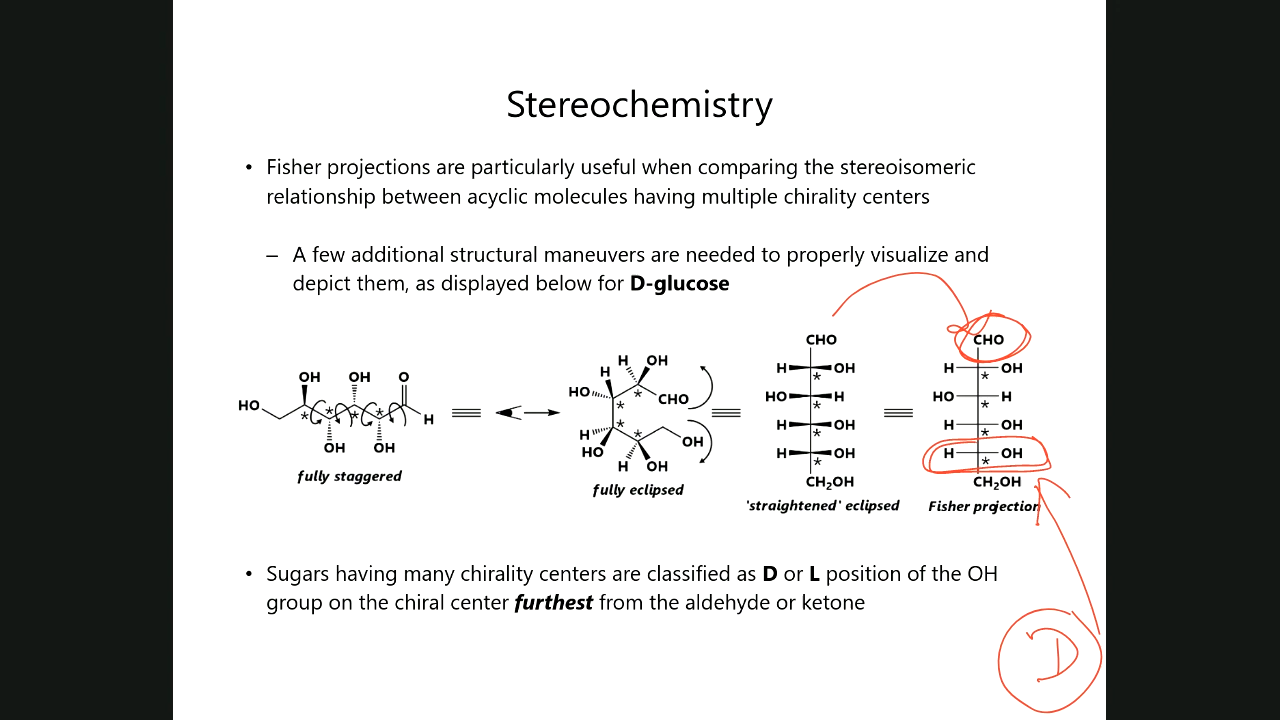 Stereochemistry
• Fisher projections are particularly useful when comparing the stereoisomeric
relationship between acyclic molecules having multiple chirality centers
– A few additional structural maneuvers are needed to properly visualize and
depict them, as displayed below for D-glucose
HO OH OH O H
* * * *
OH OH
fully staggered
H OH
H
HO CHO
*
*
* *
H OH
HO
H OH
fully eclipsed
CHO
H OH
*
HO H
*
H OH
*
H OH
*
CH₂OH
'straightened' eclipsed
CHO
H OH
*
HO H
*
H OH
*
H OH
*
CH₂OH
Fisher projection
• Sugars having many chirality centers are classified as D or L position of the OH
group on the chiral center furthest from the aldehyde or ketone
D